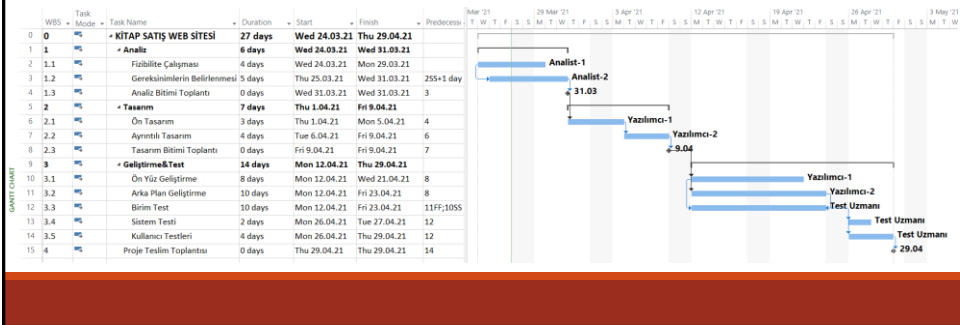 Mar '21 29 Mar '21 5 Apr '21 12 Apr '21 19 Apr '21 26 Apr '21 3 May '21
WBS Task Mode Task Name Duration Start Finish Predecess
T W T F S S M T W T F S S M T W T F S S M T W T F S S M T W T F S S M T W T F S S M T W
0 0 KİTAP SATIŞ WEB SİTESİ 27 days Wed 24.03.21 Thu 29.04.21
1 1 Analiz 6 days Wed 24.03.21 Wed 31.03.21
2 1.1 Fizibilite Çalışması 4 days Wed 24.03.21 Mon 29.03.21 Analist-1
3 1.2 Gereksinimlerin Belirlenmesi 5 days Thu 25.03.21 Wed 31.03.21 2SS+1 day Analist-2
4 1.3 Analiz Bitimi Toplantı 0 days Wed 31.03.21 Wed 31.03.21 3 31.03
5 2 Tasarım 7 days Thu 1.04.21 Fri 9.04.21
6 2.1 Ön Tasarım 3 days Thu 1.04.21 Mon 5.04.21 4 Yazılımcı-1
7 2.2 Ayrıntılı Tasarım 4 days Tue 6.04.21 Fri 9.04.21 6 Yazılımcı-2
8 2.3 Tasarım Bitimi Toplantı 0 days Fri 9.04.21 Fri 9.04.21 7 9.04
9 3 Geliştirme&Test 14 days Mon 12.04.21 Thu 29.04.21
10 3.1 Ön Yüz Geliştirme 8 days Mon 12.04.21 Wed 21.04.21 8 Yazılımcı-1
11 3.2 Arka Plan Geliştirme 10 days Mon 12.04.21 Fri 23.04.21 8 Yazılımcı-2
12 3.3 Birim Test 10 days Mon 12.04.21 Fri 23.04.21 11FF;10SS Test Uzmanı
13 3.4 Sistem Testi 2 days Mon 26.04.21 Tue 27.04.21 12 Test Uzmanı
14 3.5 Kullanıcı Testleri 4 days Mon 26.04.21 Thu 29.04.21 12 Test Uzmanı
15 4 Proje Teslim Toplantısı 0 days Thu 29.04.21 Thu 29.04.21 14 29.04
GANTT CHART